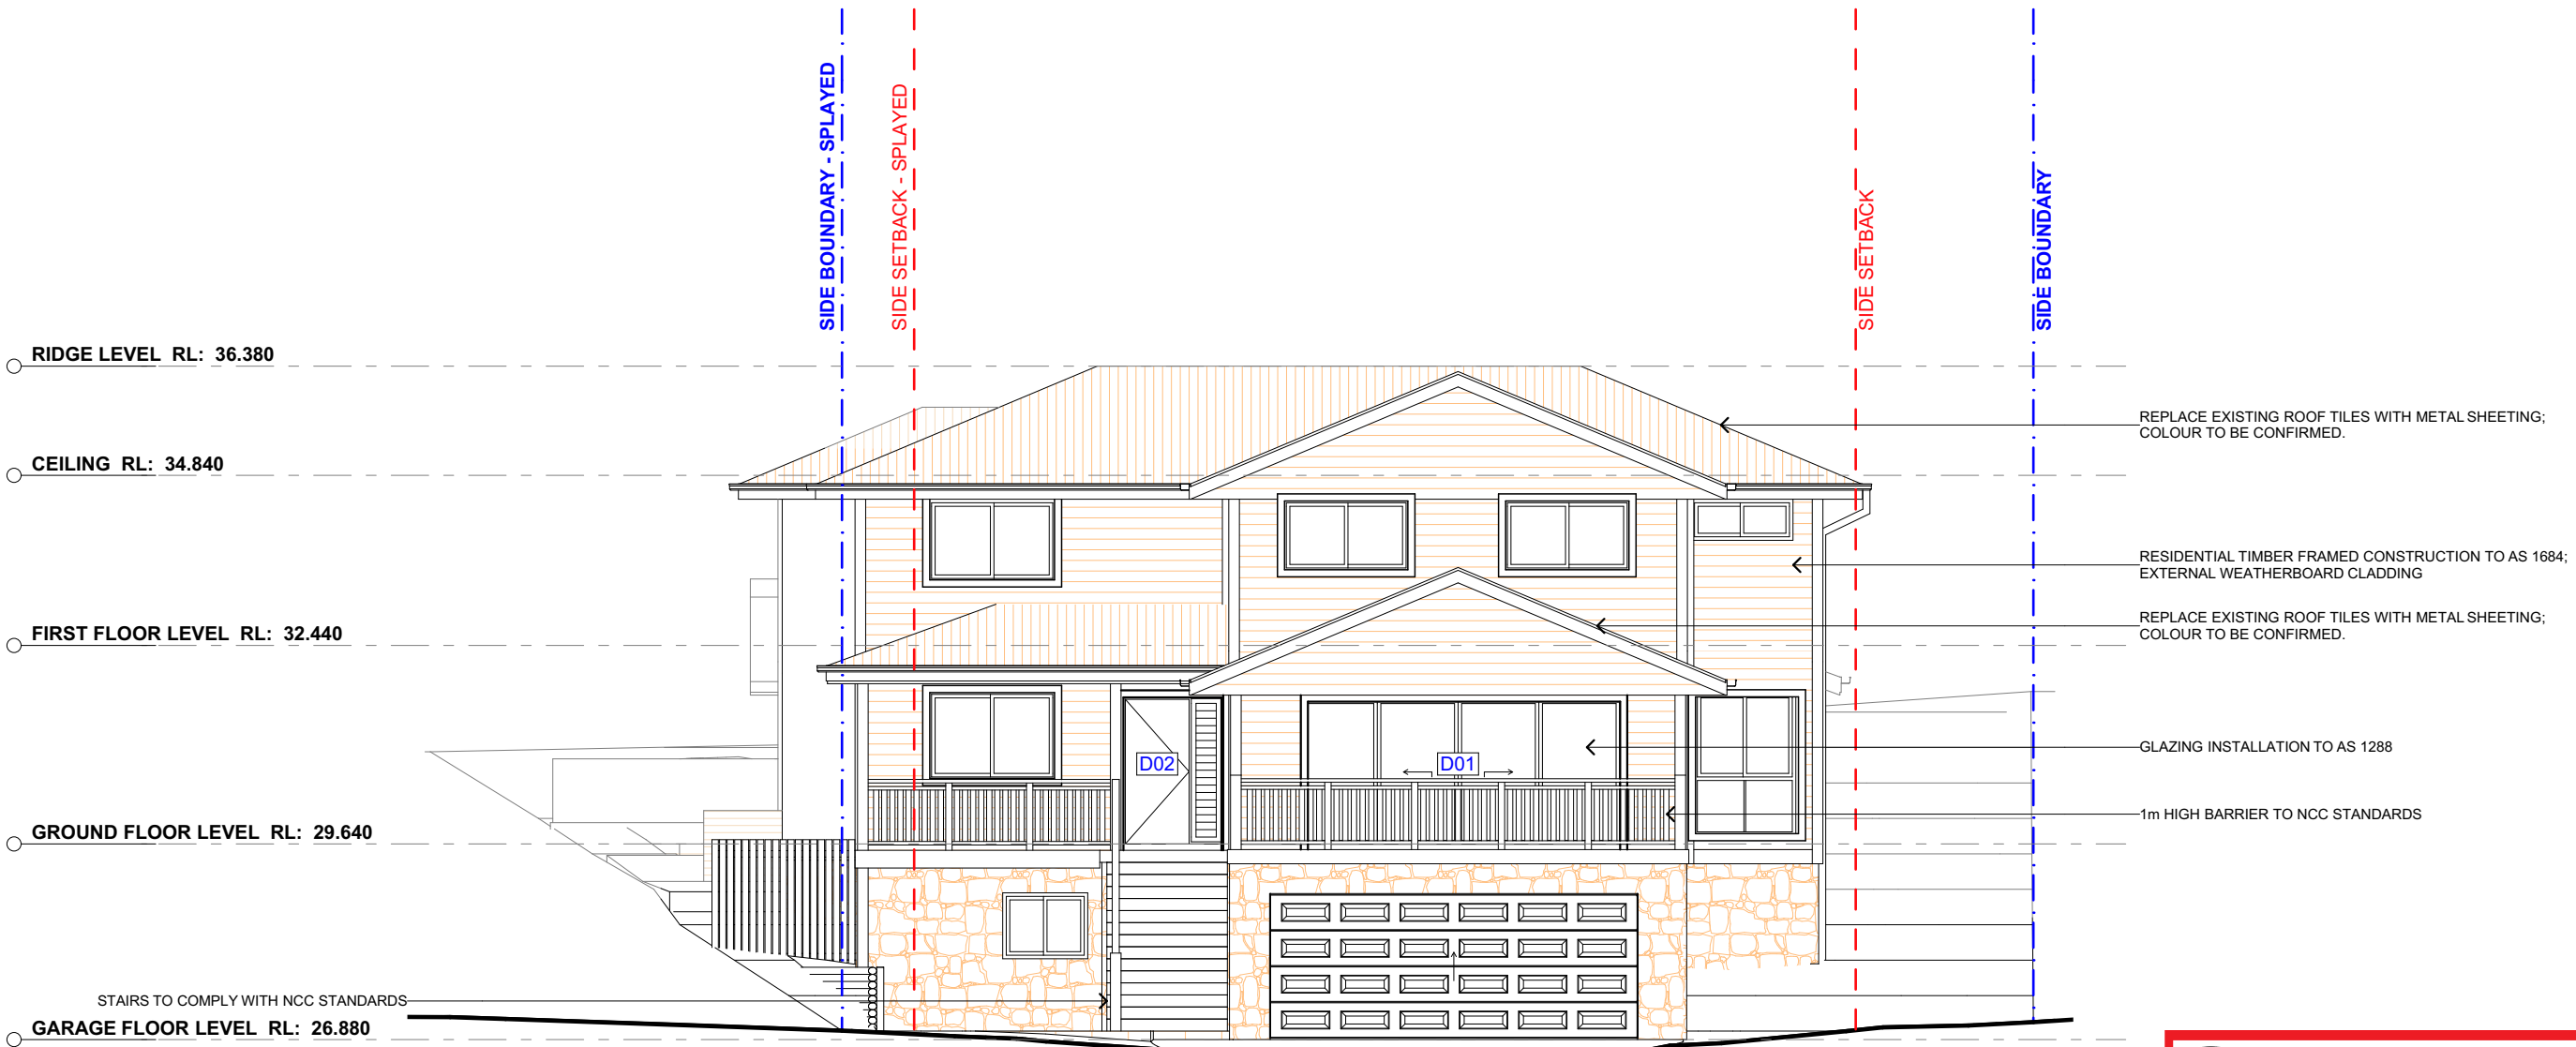 SIDE BOUNDARY - SPLAYED
SIDE SETBACK - SPLAYED
SIDE SETBACK
SIDE BOUNDARY
RIDGE LEVEL RL: 36.380
CEILING RL: 34.840
FIRST FLOOR LEVEL RL: 32.440
GROUND FLOOR LEVEL RL: 29.640
STAIRS TO COMPLY WITH NCC STANDARDS
GARAGE FLOOR LEVEL RL: 26.880
D02
D01
REPLACE EXISTING ROOF TILES WITH METAL SHEETING;
COLOUR TO BE CONFIRMED.
RESIDENTIAL TIMBER FRAMED CONSTRUCTION TO AS 1684;
EXTERNAL WEATHERBOARD CLADDING
REPLACE EXISTING ROOF TILES WITH METAL SHEETING;
COLOUR TO BE CONFIRMED.
GLAZING INSTALLATION TO AS 1288
1m HIGH BARRIER TO NCC STANDARDS